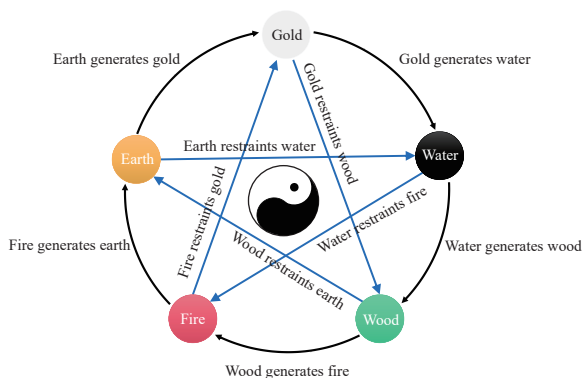 Gold
Earth generates gold
Gold generates water
Gold restraints wood
Earth restraints water
Earth
Water
Fire restraints gold
Water restraints fire
Wood restraints earth
Fire generates earth
Water generates wood
Fire
Wood
Wood generates fire